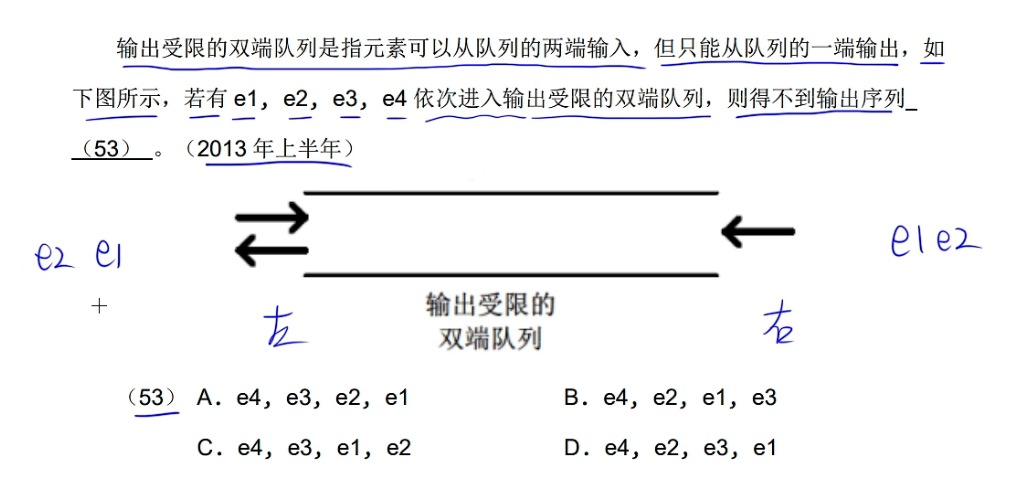 输出受限的双端队列是指元素可以从队列的两端输入，但只能从队列的一端输出，如
下图所示，若有 e1，e2，e3，e4 依次进入输出受限的双端队列，则得不到输出序列_
（53）_。（2013 年上半年）
e2 e1
e1 e2
左
右
输出受限的
双端队列
（53） A. e4，e3，e2，e1 B. e4，e2，e1，e3
C. e4，e3，e1，e2 D. e4，e2，e3，e1